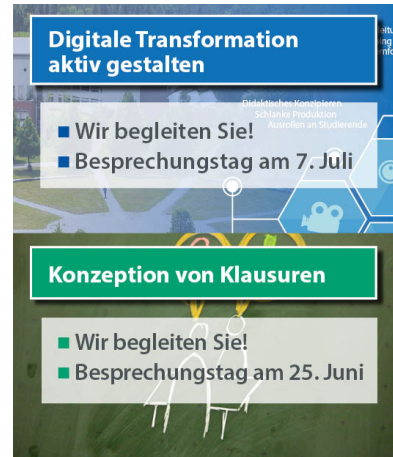 Digitale Transformation
aktiv gestalten
Didaktisches Konzipieren
Schlanke Produktion
Ausrollen an Studierende
Wir begleiten Sie!
Besprechungstag am 7. Juli
Konzeption von Klausuren
Wir begleiten Sie!
Besprechungstag am 25. Juni